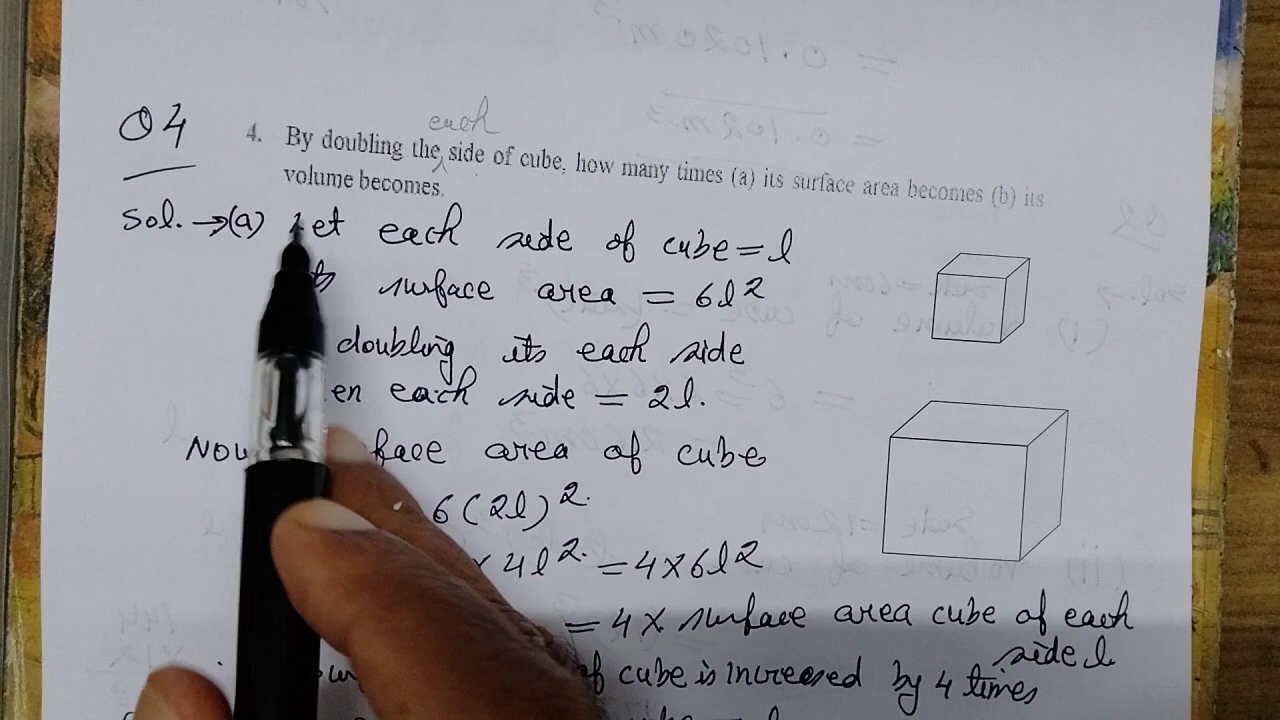 each
Q4 4. By doubling the side of cube, how many times (a) its surface area becomes (b) its
volume becomes.
Sol. →(a) Let each side of cube = l
surface area = 6l²
doubling its each side
en each side = 2l.
Now face area of cube
6(2l)².
× 4l². = 4×6l²
= 4 × surface area cube of each
side l
of cube is increased by 4 times